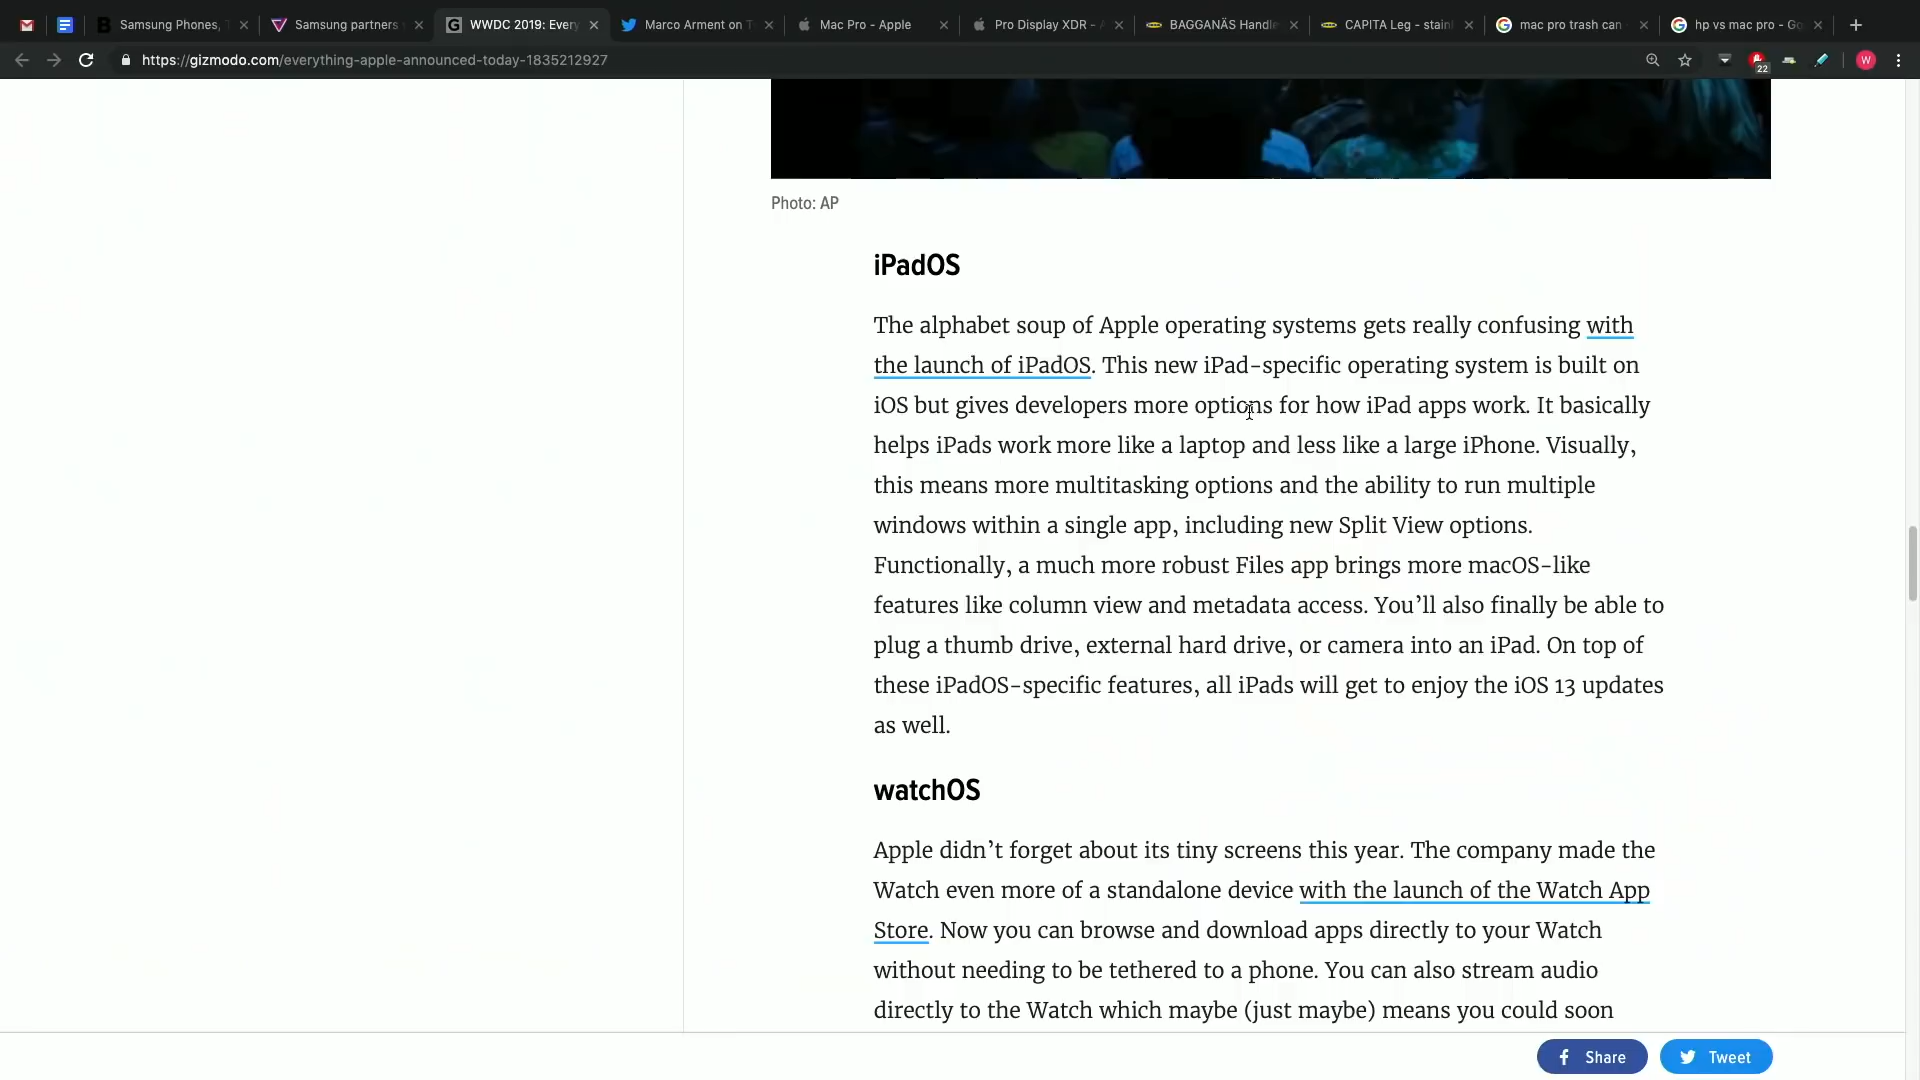 Samsung Phones, T
Samsung partners
WWDC 2019: Every
Marco Arment on T
Mac Pro - Apple
Pro Display XDR - A
BAGGANÄS Handle
CAPITA Leg - stain
mac pro trash can
hp vs mac pro - Go
https://gizmodo.com/everything-apple-announced-today-1835212927
22
W
Photo: AP
iPadOS
The alphabet soup of Apple operating systems gets really confusing with
the launch of iPadOS. This new iPad-specific operating system is built on
iOS but gives developers more options for how iPad apps work. It basically
helps iPads work more like a laptop and less like a large iPhone. Visually,
this means more multitasking options and the ability to run multiple
windows within a single app, including new Split View options.
Functionally, a much more robust Files app brings more macOS-like
features like column view and metadata access. You’ll also finally be able to
plug a thumb drive, external hard drive, or camera into an iPad. On top of
these iPadOS-specific features, all iPads will get to enjoy the iOS 13 updates
as well.
watchOS
Apple didn’t forget about its tiny screens this year. The company made the
Watch even more of a standalone device with the launch of the Watch App
Store. Now you can browse and download apps directly to your Watch
without needing to be tethered to a phone. You can also stream audio
directly to the Watch which maybe (just maybe) means you could soon
Share
Tweet